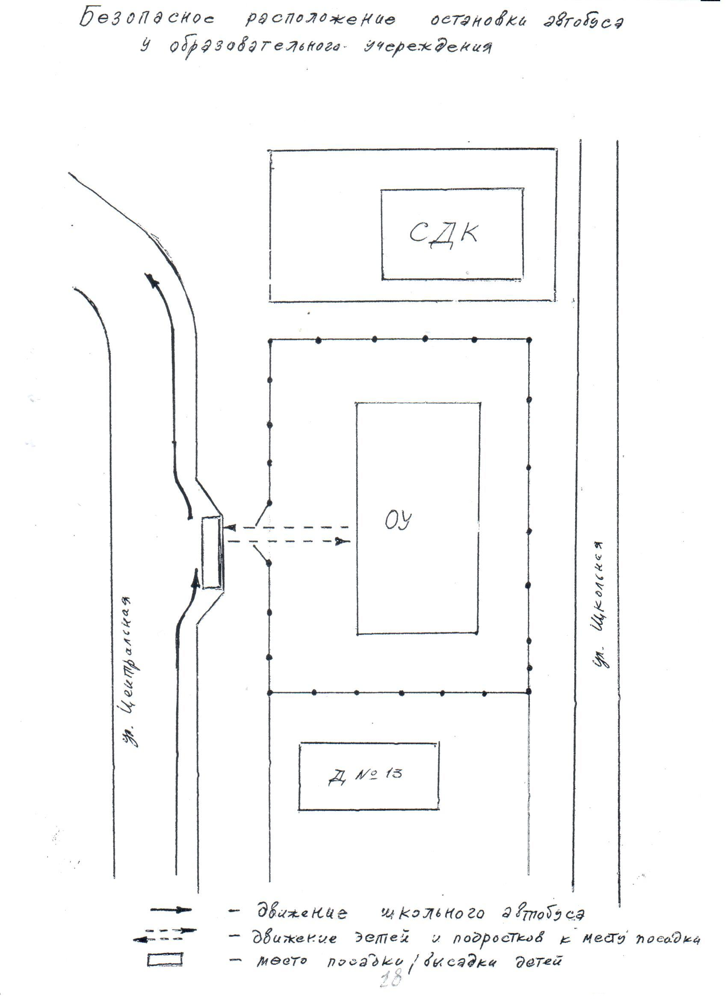 Безопасное расположение остановки автобуса
у образовательного учереждения
СДК
ОУ
ул. Школьная
ул. Центральная
Д № 13
- движение школьного автобуса
- движение детей и подростков к месту посадки
- место посадки/высадки детей
18